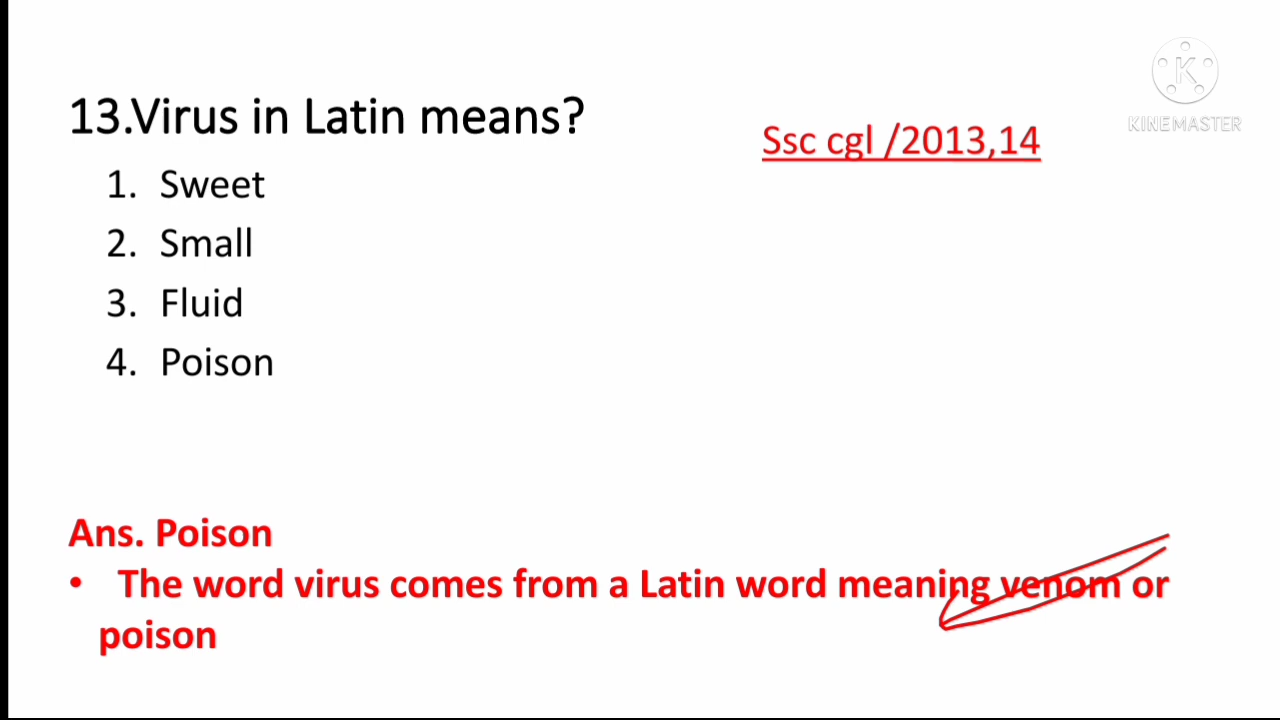 13.Virus in Latin means?
Ssc cgl /2013,14
KINEMASTER
1. Sweet
2. Small
3. Fluid
4. Poison
Ans. Poison
• The word virus comes from a Latin word meaning venom or
poison